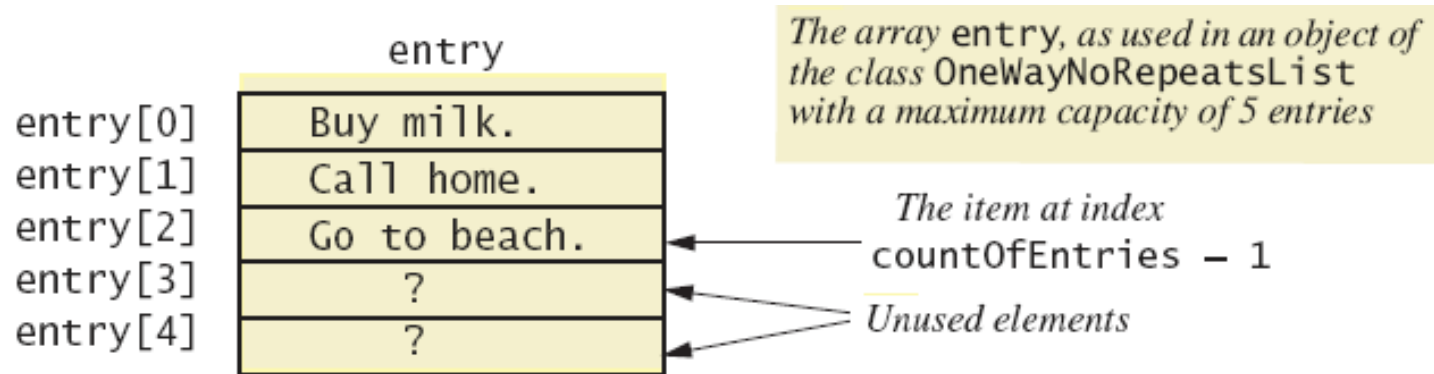 entry
The array entry, as used in an object of
the class OneWayNoRepeatsList
with a maximum capacity of 5 entries
entry[0] Buy milk.
entry[1] Call home.
entry[2] Go to beach.
The item at index
countOfEntries – 1
entry[3] ?
entry[4] ?
Unused elements